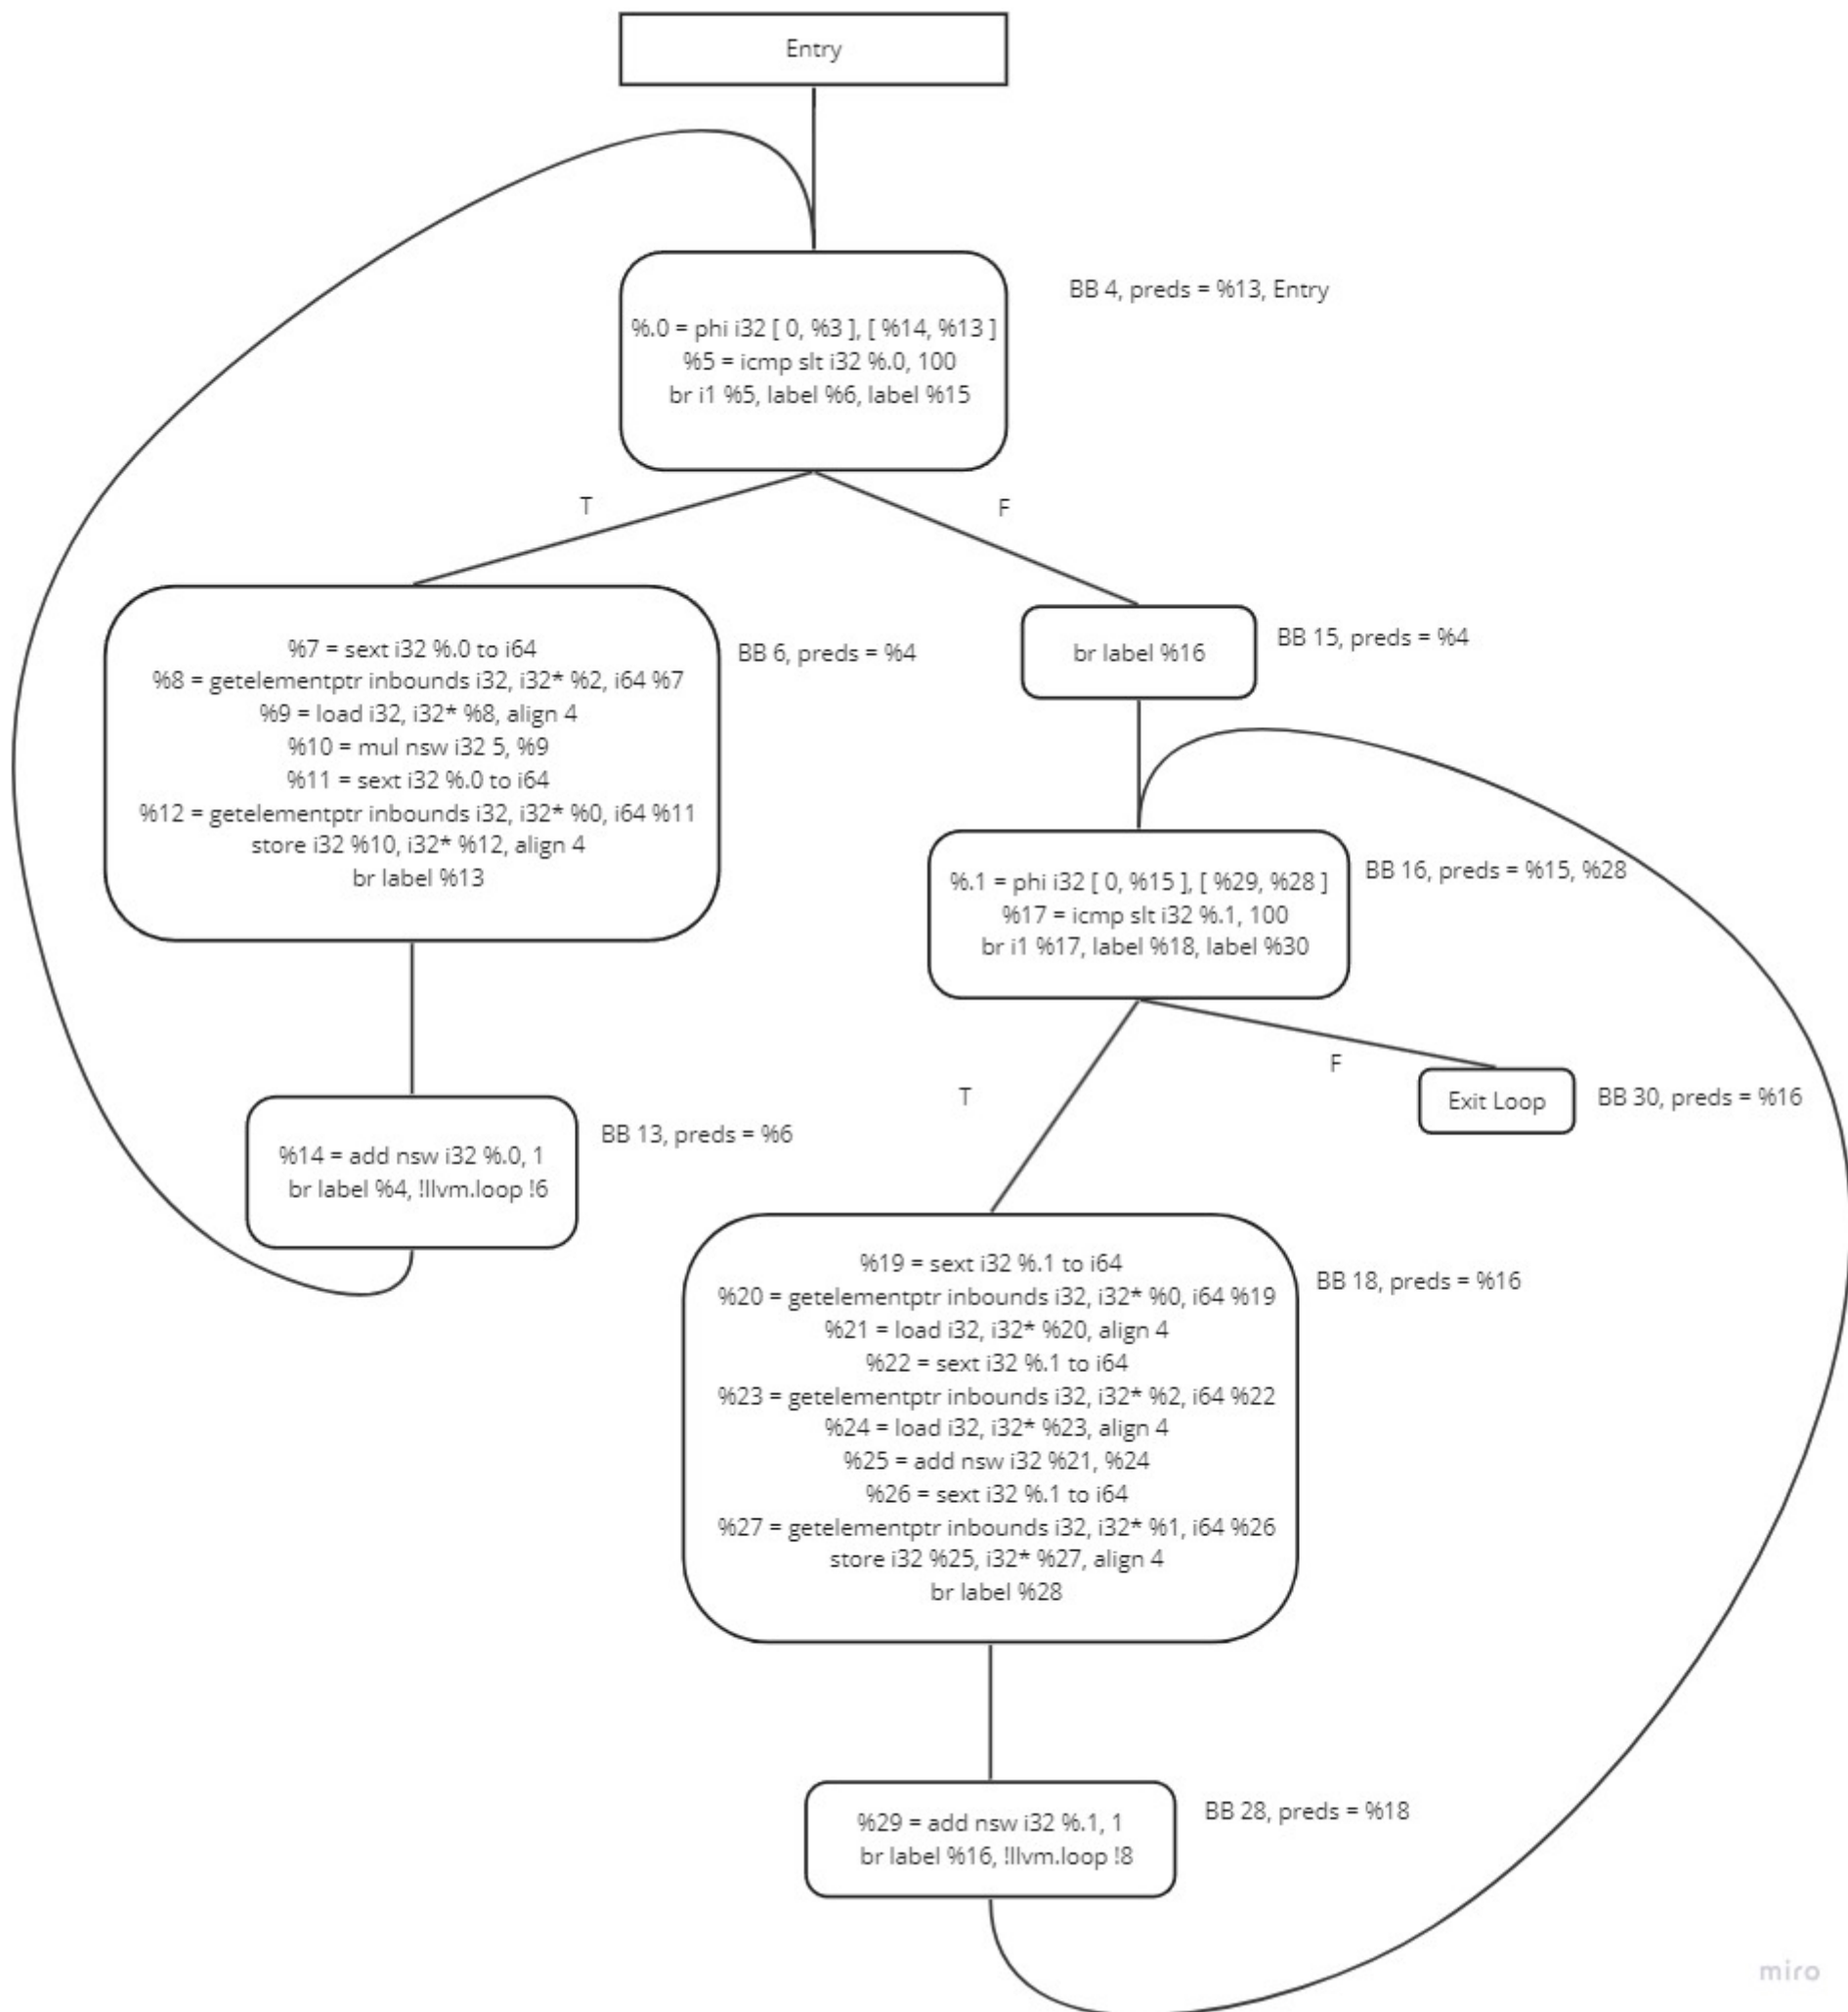 Entry
BB 4, preds = %13, Entry
%.0 = phi i32 [ 0, %3 ], [ %14, %13 ]
%5 = icmp slt i32 %.0, 100
br i1 %5, label %6, label %15
T
F
%7 = sext i32 %.0 to i64
%8 = getelementptr inbounds i32, i32* %2, i64 %7
%9 = load i32, i32* %8, align 4
%10 = mul nsw i32 5, %9
%11 = sext i32 %.0 to i64
%12 = getelementptr inbounds i32, i32* %0, i64 %11
store i32 %10, i32* %12, align 4
br label %13
BB 6, preds = %4
br label %16
BB 15, preds = %4
%.1 = phi i32 [ 0, %15 ], [ %29, %28 ]
%17 = icmp slt i32 %.1, 100
br i1 %17, label %18, label %30
BB 16, preds = %15, %28
T
F
Exit Loop
BB 30, preds = %16
%14 = add nsw i32 %.0, 1
br label %4, !llvm.loop !6
BB 13, preds = %6
%19 = sext i32 %.1 to i64
%20 = getelementptr inbounds i32, i32* %0, i64 %19
%21 = load i32, i32* %20, align 4
%22 = sext i32 %.1 to i64
%23 = getelementptr inbounds i32, i32* %2, i64 %22
%24 = load i32, i32* %23, align 4
%25 = add nsw i32 %21, %24
%26 = sext i32 %.1 to i64
%27 = getelementptr inbounds i32, i32* %1, i64 %26
store i32 %25, i32* %27, align 4
br label %28
BB 18, preds = %16
%29 = add nsw i32 %.1, 1
br label %16, !llvm.loop !8
BB 28, preds = %18
miro